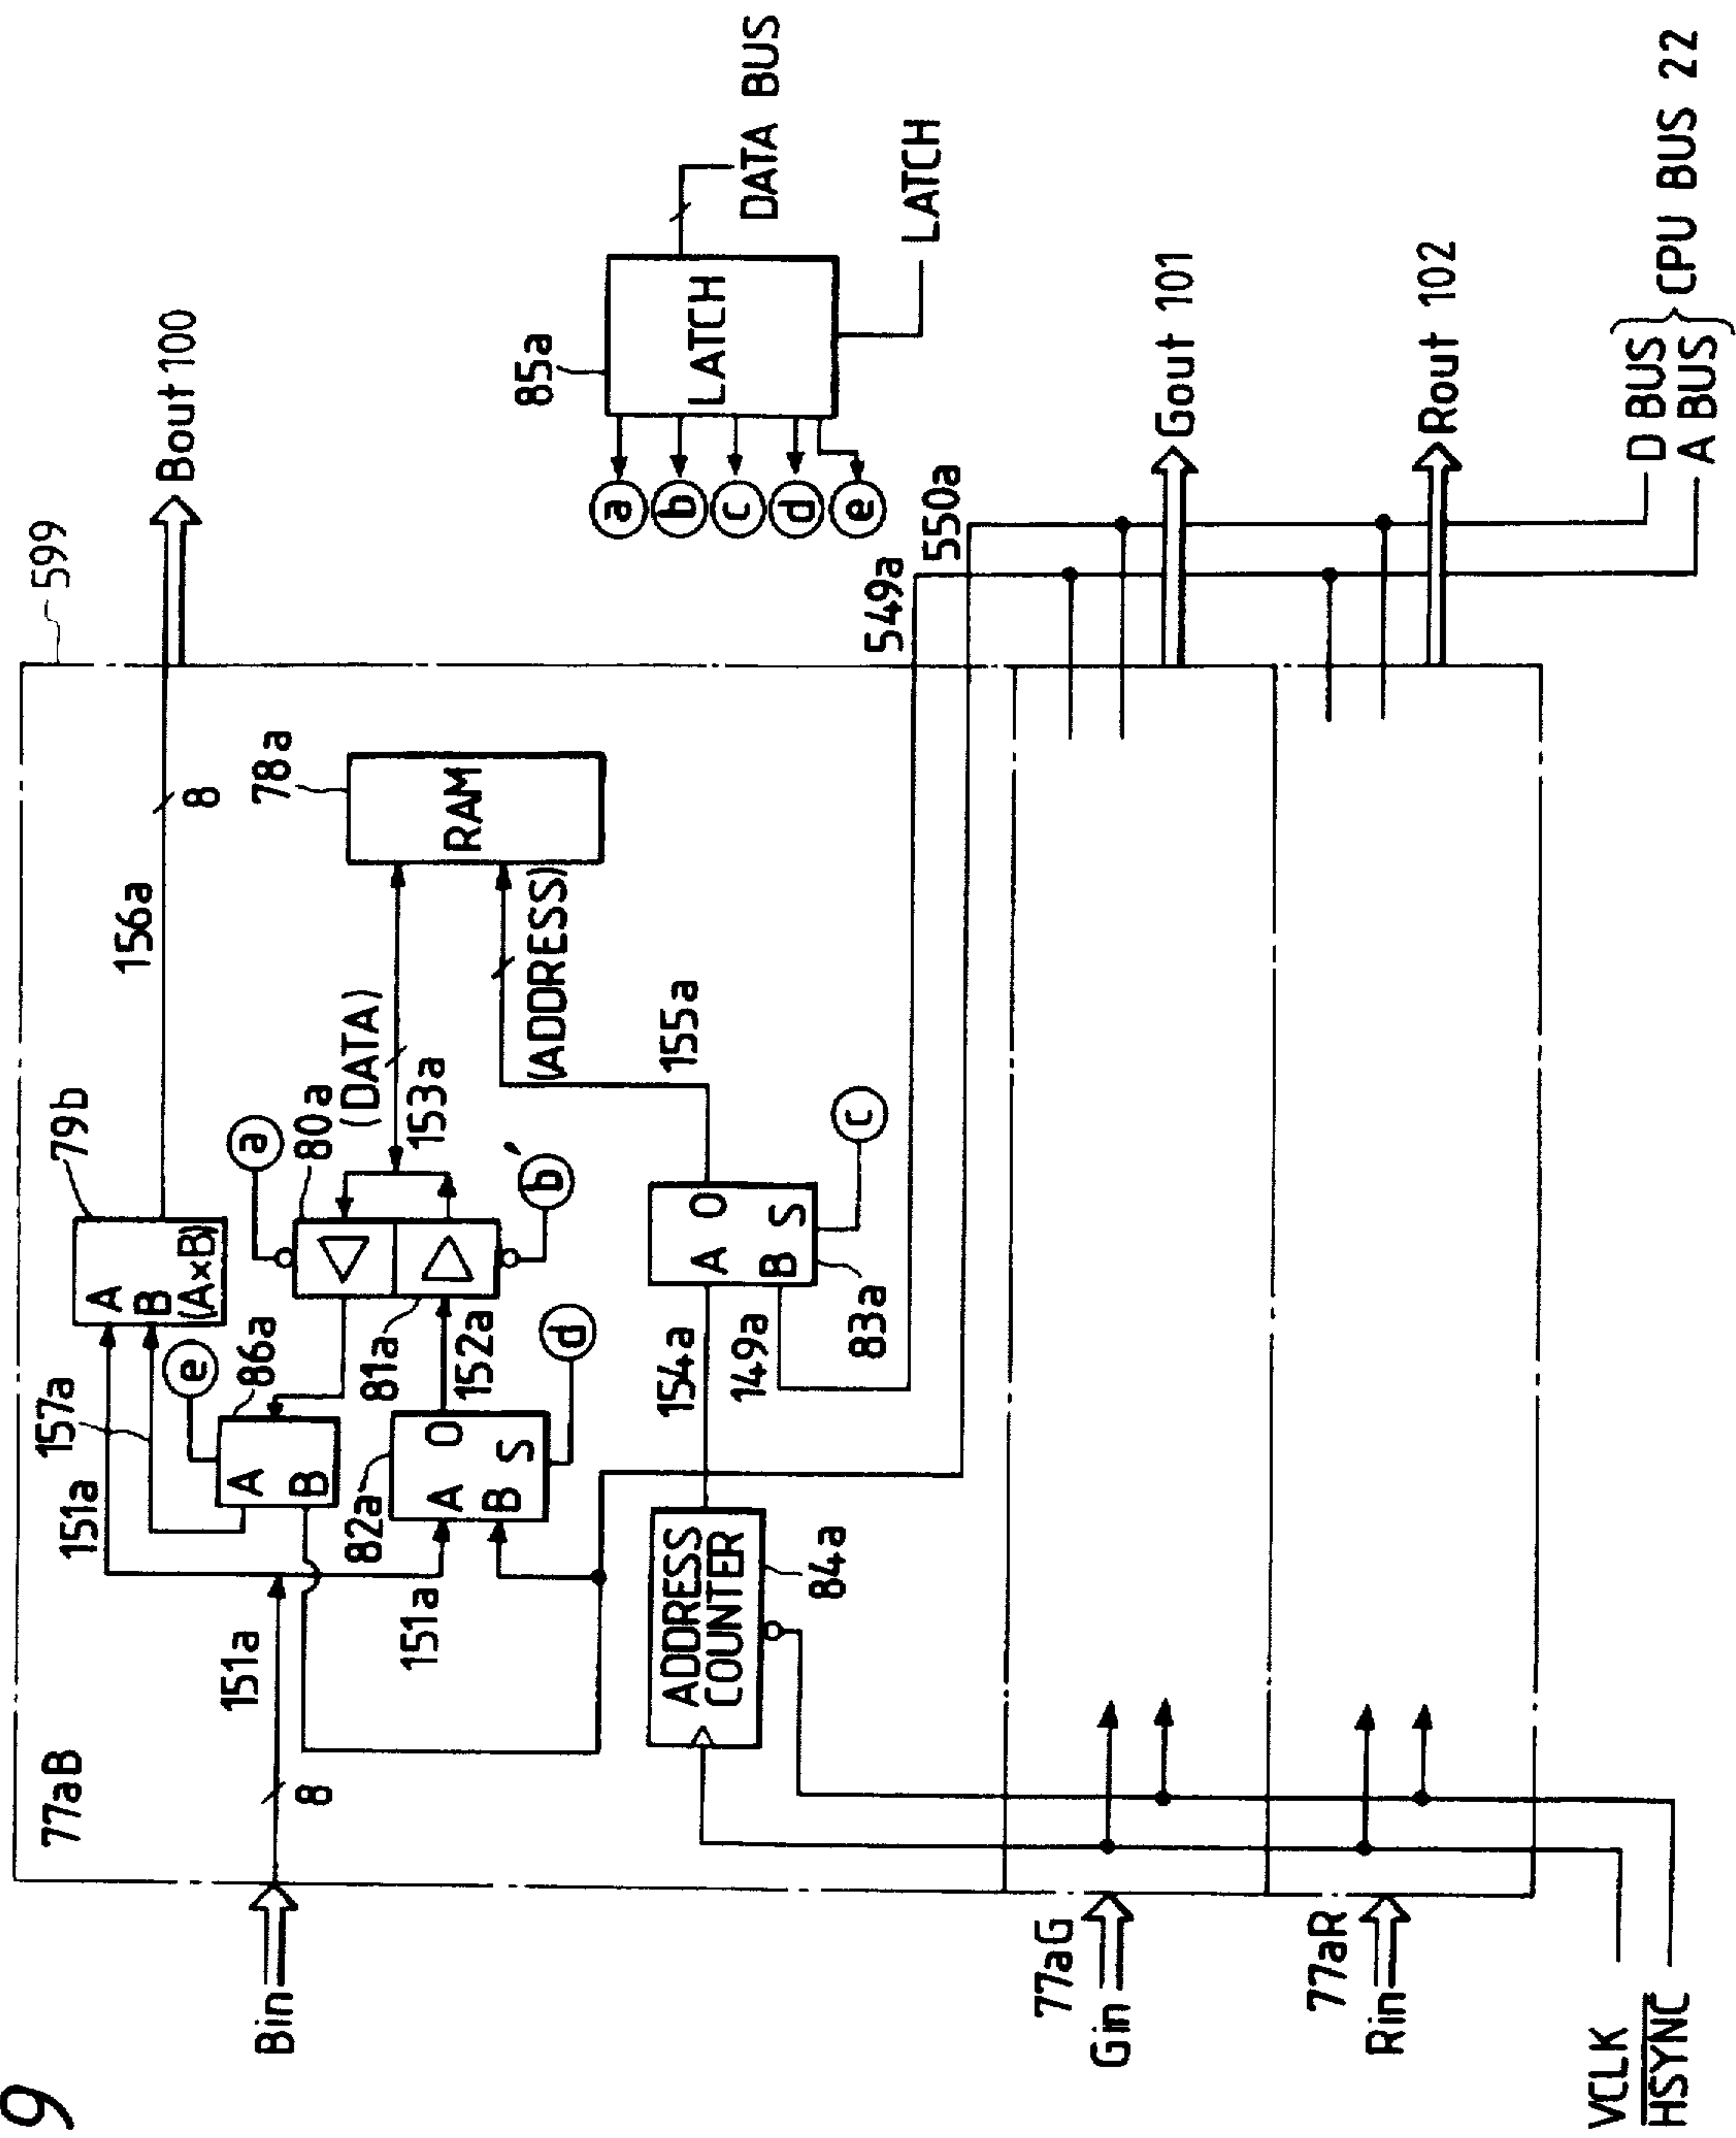 9
77aB
599
Bin
8
151a
151a
157a
79b
A
B
(A×B)
156a
8
Bout 100
e
86a
A
B
a
80a
(DATA)
153a
78a
RAM
81a
b'
151a
82a
A
B
O
S
152a
d
(ADDRESS)
155a
ADDRESS
COUNTER
84a
154a
149a
A
B
O
S
83a
c
549a
550a
a
b
c
d
e
85a
LATCH
DATA BUS
LATCH
77aG
Gin
Gout 101
77aR
Rin
Rout 102
VCLK
HSYNC
D BUS
A BUS
CPU BUS 22